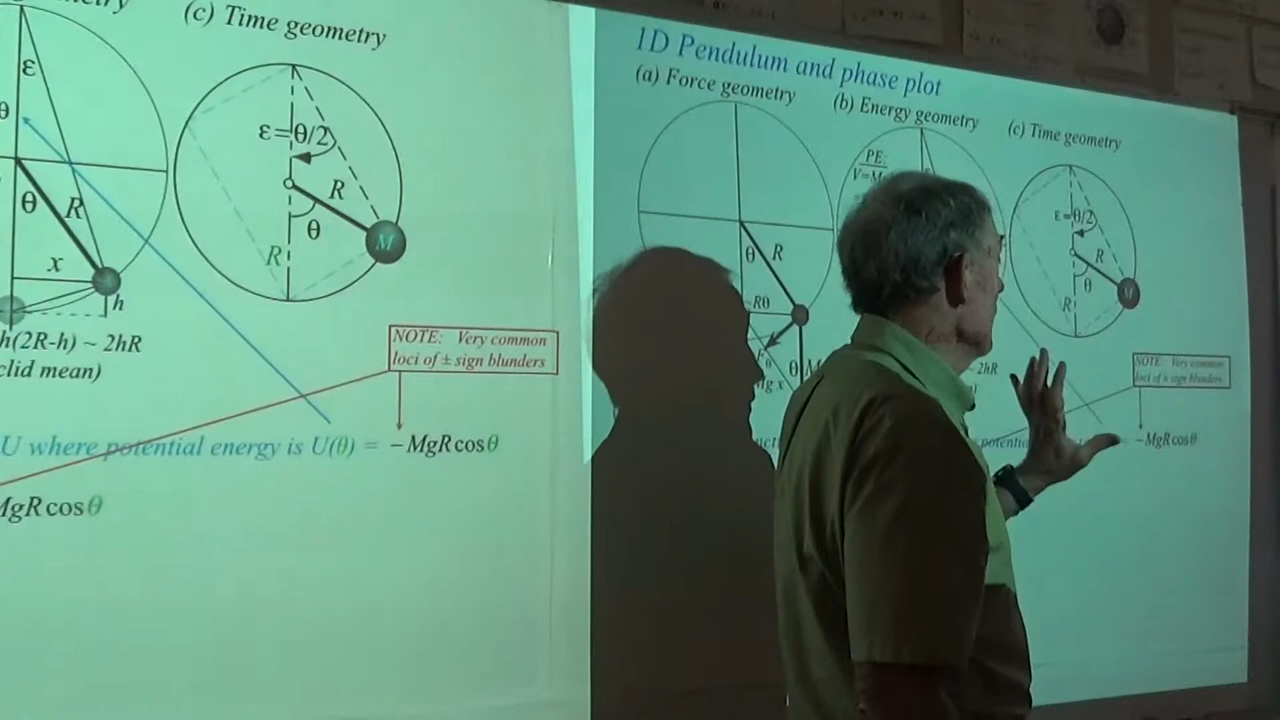 (c) Time geometry
ε
θ
ε=θ/2
R
θ
R
M
θ
R
x
h
h(2R-h) ~ 2hR
clid mean)
NOTE: Very common
loci of ± sign blunders
U where potential energy is U(θ) = −MgR cos θ
MgR cos θ
1D Pendulum and phase plot
(a) Force geometry
(b) Energy geometry
(c) Time geometry
PE:
ε=θ/2
R
θ
R
M
θ
R
Rθ
θ
2hR
NOTE: Very common
loci of ± sign blunders
−MgR cos θ